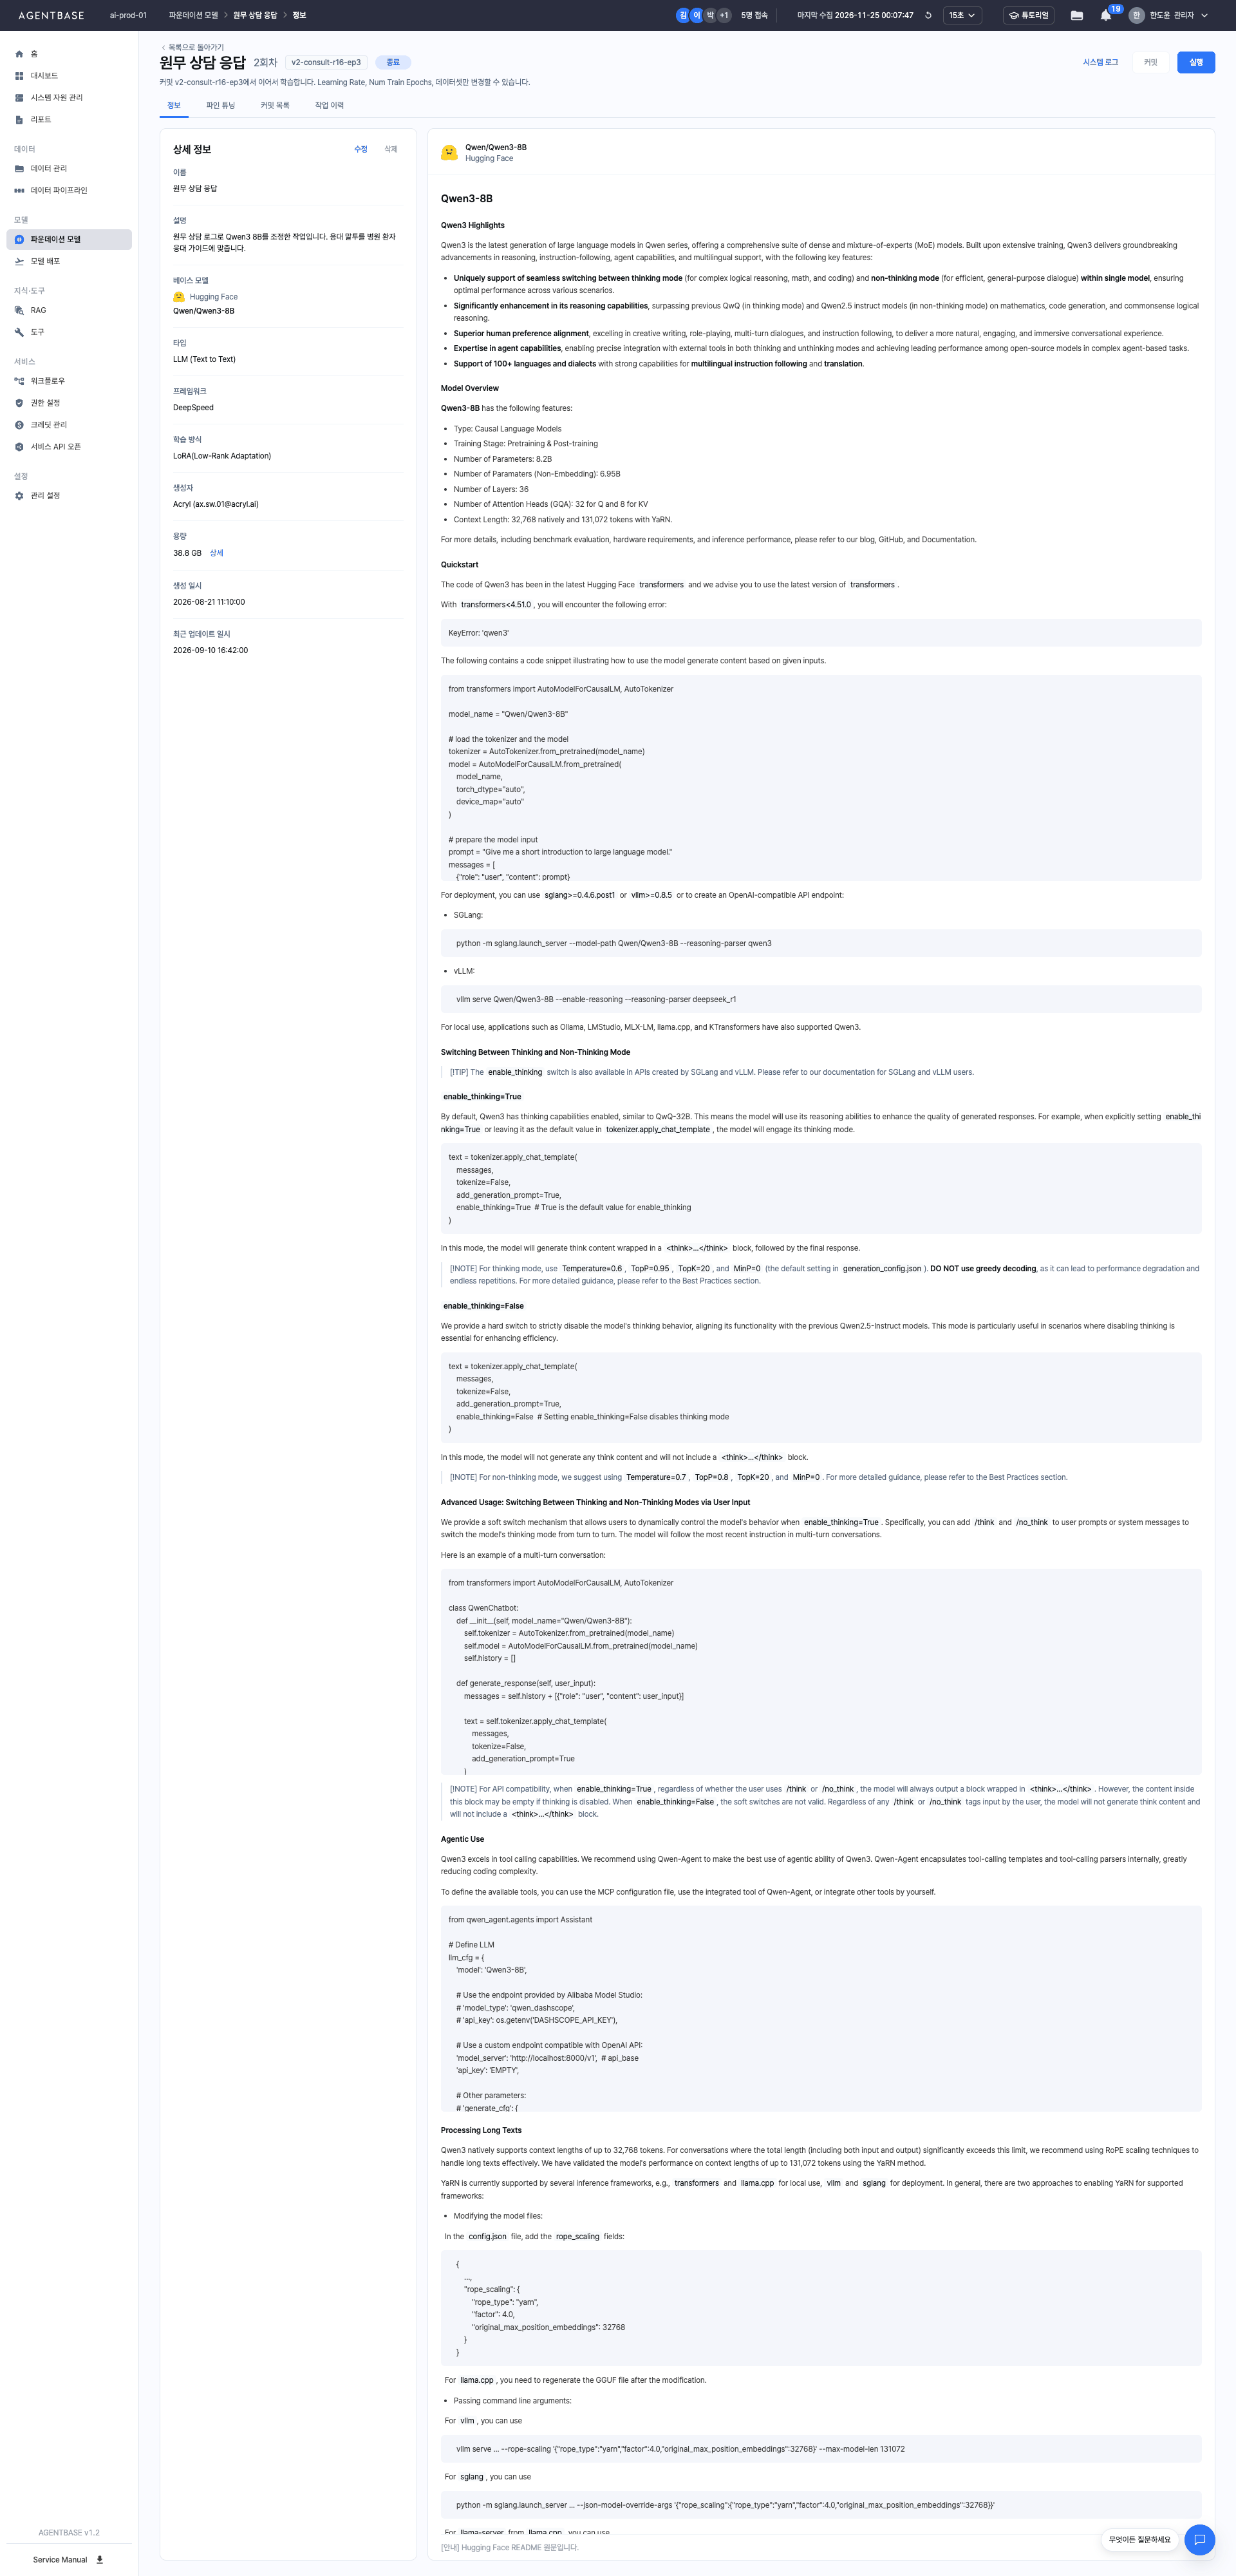 AGENTBASE
ai-prod-01
파운데이션 모델 > 원무 상담 응답 > 정보
김 이 박 +1 5명 접속
마지막 수집 2026-11-25 00:07:47
15초
튜토리얼
19
한 한도윤 관리자
홈
대시보드
시스템 자원 관리
리포트
데이터
데이터 관리
데이터 파이프라인
모델
파운데이션 모델
모델 배포
지식·도구
RAG
도구
서비스
워크플로우
권한 설정
크레딧 관리
서비스 API 오픈
설정
관리 설정
AGENTBASE v1.2
Service Manual
목록으로 돌아가기
원무 상담 응답 2회차 v2-consult-r16-ep3 종료
시스템 로그 커밋 실행
커밋 v2-consult-r16-ep3에서 이어서 학습합니다. Learning Rate, Num Train Epochs, 데이터셋만 변경할 수 있습니다.
정보 파인 튜닝 커밋 목록 작업 이력
상세 정보 수정 삭제
이름
원무 상담 응답
설명
원무 상담 로그로 Qwen3 8B를 조정한 작업입니다. 응대 말투를 병원 환자
응대 가이드에 맞춥니다.
베이스 모델
Hugging Face
Qwen/Qwen3-8B
타입
LLM (Text to Text)
프레임워크
DeepSpeed
학습 방식
LoRA(Low-Rank Adaptation)
생성자
Acryl (ax.sw.01@acryl.ai)
용량
38.8 GB 상세
생성 일시
2026-08-21 11:10:00
최근 업데이트 일시
2026-09-10 16:42:00
Qwen/Qwen3-8B
Hugging Face
Qwen3-8B
Qwen3 Highlights
Qwen3 is the latest generation of large language models in Qwen series, offering a comprehensive suite of dense and mixture-of-experts (MoE) models. Built upon extensive training, Qwen3 delivers groundbreaking
advancements in reasoning, instruction-following, agent capabilities, and multilingual support, with the following key features:
• Uniquely support of seamless switching between thinking mode (for complex logical reasoning, math, and coding) and non-thinking mode (for efficient, general-purpose dialogue) within single model, ensuring
optimal performance across various scenarios.
• Significantly enhancement in its reasoning capabilities, surpassing previous QwQ (in thinking mode) and Qwen2.5 instruct models (in non-thinking mode) on mathematics, code generation, and commonsense logical
reasoning.
• Superior human preference alignment, excelling in creative writing, role-playing, multi-turn dialogues, and instruction following, to deliver a more natural, engaging, and immersive conversational experience.
• Expertise in agent capabilities, enabling precise integration with external tools in both thinking and unthinking modes and achieving leading performance among open-source models in complex agent-based tasks.
• Support of 100+ languages and dialects with strong capabilities for multilingual instruction following and translation.
Model Overview
Qwen3-8B has the following features:
• Type: Causal Language Models
• Training Stage: Pretraining & Post-training
• Number of Parameters: 8.2B
• Number of Paramaters (Non-Embedding): 6.95B
• Number of Layers: 36
• Number of Attention Heads (GQA): 32 for Q and 8 for KV
• Context Length: 32,768 natively and 131,072 tokens with YaRN.
For more details, including benchmark evaluation, hardware requirements, and inference performance, please refer to our blog, GitHub, and Documentation.
Quickstart
The code of Qwen3 has been in the latest Hugging Face transformers and we advise you to use the latest version of transformers .
With transformers<4.51.0 , you will encounter the following error:
KeyError: 'qwen3'
The following contains a code snippet illustrating how to use the model generate content based on given inputs.
from transformers import AutoModelForCausalLM, AutoTokenizer
model_name = "Qwen/Qwen3-8B"
# load the tokenizer and the model
tokenizer = AutoTokenizer.from_pretrained(model_name)
model = AutoModelForCausalLM.from_pretrained(
model_name,
torch_dtype="auto",
device_map="auto"
)
# prepare the model input
prompt = "Give me a short introduction to large language model."
messages = [
{"role": "user", "content": prompt}
For deployment, you can use sglang>=0.4.6.post1 or vllm>=0.8.5 or to create an OpenAI-compatible API endpoint:
• SGLang:
python -m sglang.launch_server --model-path Qwen/Qwen3-8B --reasoning-parser qwen3
• vLLM:
vllm serve Qwen/Qwen3-8B --enable-reasoning --reasoning-parser deepseek_r1
For local use, applications such as Ollama, LMStudio, MLX-LM, llama.cpp, and KTransformers have also supported Qwen3.
Switching Between Thinking and Non-Thinking Mode
[!TIP] The enable_thinking switch is also available in APIs created by SGLang and vLLM. Please refer to our documentation for SGLang and vLLM users.
enable_thinking=True
By default, Qwen3 has thinking capabilities enabled, similar to QwQ-32B. This means the model will use its reasoning abilities to enhance the quality of generated responses. For example, when explicitly setting enable_thi
nking=True or leaving it as the default value in tokenizer.apply_chat_template , the model will engage its thinking mode.
text = tokenizer.apply_chat_template(
messages,
tokenize=False,
add_generation_prompt=True,
enable_thinking=True # True is the default value for enable_thinking
)
In this mode, the model will generate think content wrapped in a <think>...</think> block, followed by the final response.
[!NOTE] For thinking mode, use Temperature=0.6 , TopP=0.95 , TopK=20 , and MinP=0 (the default setting in generation_config.json ). DO NOT use greedy decoding, as it can lead to performance degradation and
endless repetitions. For more detailed guidance, please refer to the Best Practices section.
enable_thinking=False
We provide a hard switch to strictly disable the model's thinking behavior, aligning its functionality with the previous Qwen2.5-Instruct models. This mode is particularly useful in scenarios where disabling thinking is
essential for enhancing efficiency.
text = tokenizer.apply_chat_template(
messages,
tokenize=False,
add_generation_prompt=True,
enable_thinking=False # Setting enable_thinking=False disables thinking mode
)
In this mode, the model will not generate any think content and will not include a <think>...</think> block.
[!NOTE] For non-thinking mode, we suggest using Temperature=0.7 , TopP=0.8 , TopK=20 , and MinP=0 . For more detailed guidance, please refer to the Best Practices section.
Advanced Usage: Switching Between Thinking and Non-Thinking Modes via User Input
We provide a soft switch mechanism that allows users to dynamically control the model's behavior when enable_thinking=True . Specifically, you can add /think and /no_think to user prompts or system messages to
switch the model's thinking mode from turn to turn. The model will follow the most recent instruction in multi-turn conversations.
Here is an example of a multi-turn conversation:
from transformers import AutoModelForCausalLM, AutoTokenizer
class QwenChatbot:
def __init__(self, model_name="Qwen/Qwen3-8B"):
self.tokenizer = AutoTokenizer.from_pretrained(model_name)
self.model = AutoModelForCausalLM.from_pretrained(model_name)
self.history = []
def generate_response(self, user_input):
messages = self.history + [{"role": "user", "content": user_input}]
text = self.tokenizer.apply_chat_template(
messages,
tokenize=False,
add_generation_prompt=True
)
[!NOTE] For API compatibility, when enable_thinking=True , regardless of whether the user uses /think or /no_think , the model will always output a block wrapped in <think>...</think> . However, the content inside
this block may be empty if thinking is disabled. When enable_thinking=False , the soft switches are not valid. Regardless of any /think or /no_think tags input by the user, the model will not generate think content and
will not include a <think>...</think> block.
Agentic Use
Qwen3 excels in tool calling capabilities. We recommend using Qwen-Agent to make the best use of agentic ability of Qwen3. Qwen-Agent encapsulates tool-calling templates and tool-calling parsers internally, greatly
reducing coding complexity.
To define the available tools, you can use the MCP configuration file, use the integrated tool of Qwen-Agent, or integrate other tools by yourself.
from qwen_agent.agents import Assistant
# Define LLM
llm_cfg = {
'model': 'Qwen3-8B',
# Use the endpoint provided by Alibaba Model Studio:
# 'model_type': 'qwen_dashscope',
# 'api_key': os.getenv('DASHSCOPE_API_KEY'),
# Use a custom endpoint compatible with OpenAI API:
'model_server': 'http://localhost:8000/v1', # api_base
'api_key': 'EMPTY',
# Other parameters:
# 'generate_cfg': {
Processing Long Texts
Qwen3 natively supports context lengths of up to 32,768 tokens. For conversations where the total length (including both input and output) significantly exceeds this limit, we recommend using RoPE scaling techniques to
handle long texts effectively. We have validated the model's performance on context lengths of up to 131,072 tokens using the YaRN method.
YaRN is currently supported by several inference frameworks, e.g., transformers and llama.cpp for local use, vllm and sglang for deployment. In general, there are two approaches to enabling YaRN for supported
frameworks:
• Modifying the model files:
In the config.json file, add the rope_scaling fields:
{
...,
"rope_scaling": {
"rope_type": "yarn",
"factor": 4.0,
"original_max_position_embeddings": 32768
}
}
For llama.cpp , you need to regenerate the GGUF file after the modification.
• Passing command line arguments:
For vllm , you can use
vllm serve ... --rope-scaling '{"rope_type":"yarn","factor":4.0,"original_max_position_embeddings":32768}' --max-model-len 131072
For sglang , you can use
python -m sglang.launch_server ... --json-model-override-args '{"rope_scaling":{"rope_type":"yarn","factor":4.0,"original_max_position_embeddings":32768}}'
For llama-server from llama.cpp , you can use
[안내] Hugging Face README 원문입니다.
무엇이든 질문하세요